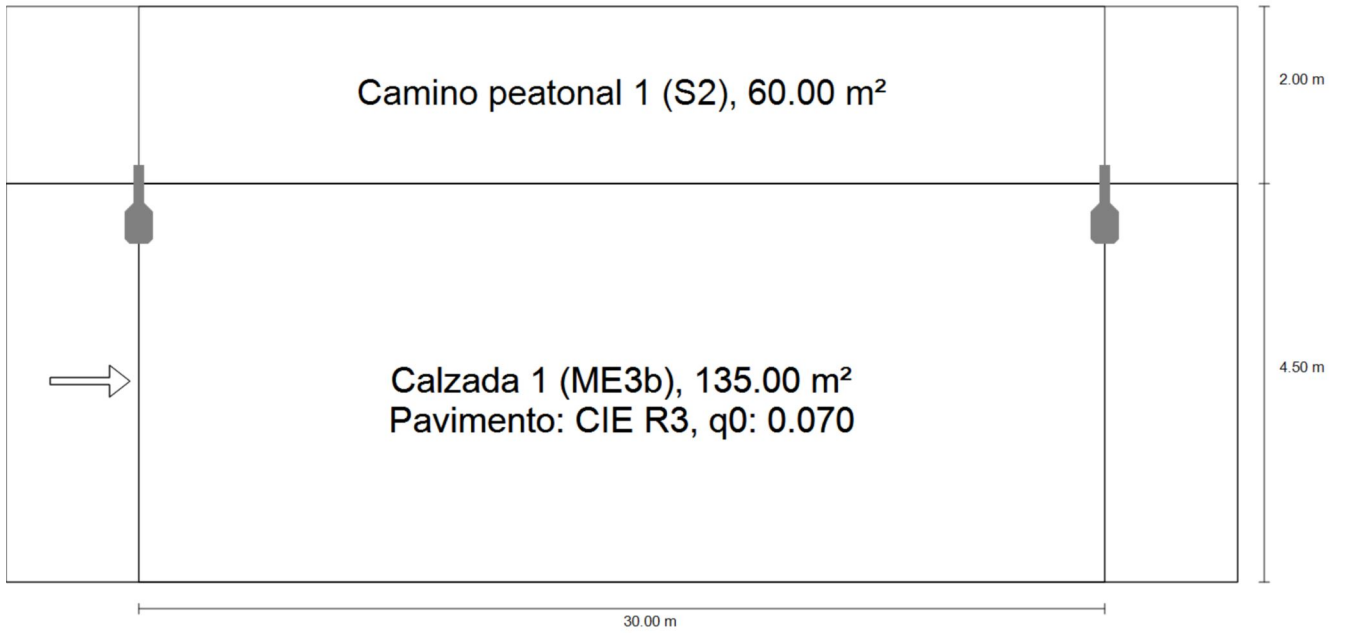 Camino peatonal 1 (S2), 60.00 m²
2.00 m
Calzada 1 (ME3b), 135.00 m²
Pavimento: CIE R3, q0: 0.070
4.50 m
30.00 m